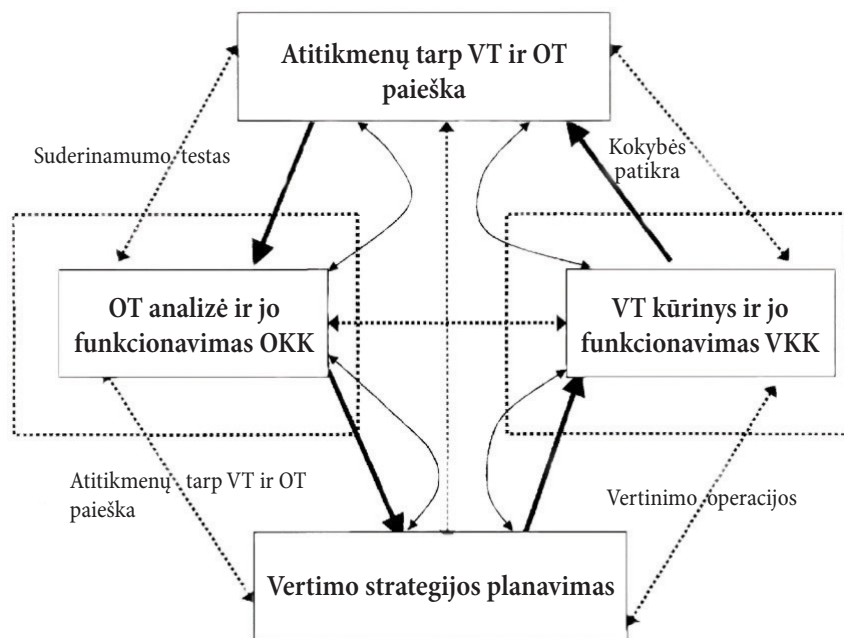 Atitikmenų tarp VT ir OT
paieška
Suderinamumo testas
Kokybės
patikra
OT analizė ir jo
funkcionavimas OKK
VT kūrinys ir jo
funkcionavimas VKK
Atitikmenų tarp VT ir OT
paieška
Vertinimo operacijos
Vertimo strategijos planavimas